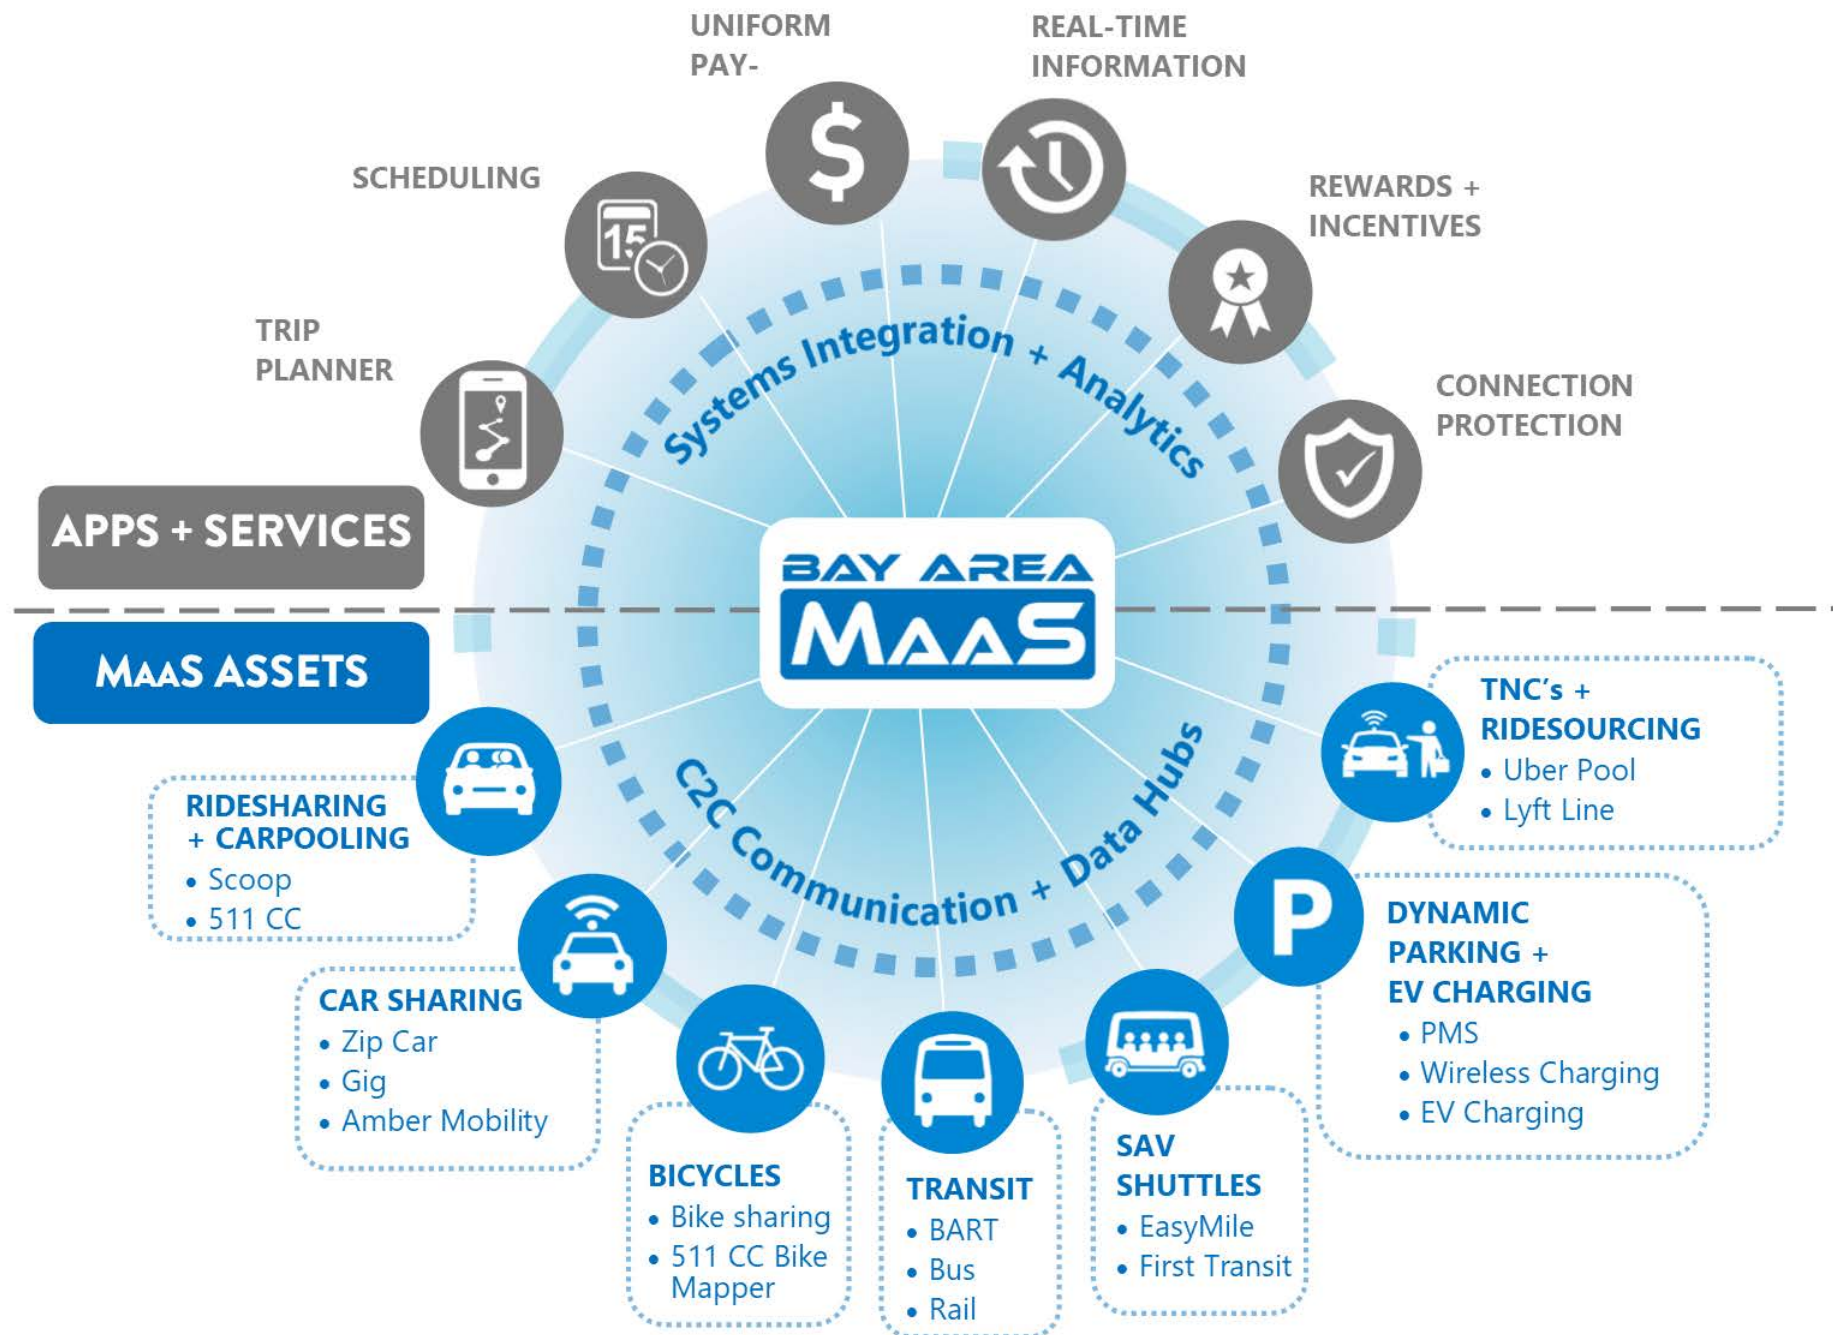 UNIFORM
PAY-
REAL-TIME
INFORMATION
SCHEDULING
15
$
REWARDS +
INCENTIVES
TRIP
PLANNER
CONNECTION
PROTECTION
Systems Integration + Analytics
APPS + SERVICES
BAY AREA
MAAS
MAAS ASSETS
C2C Communication + Data Hubs
TNC's +
RIDESOURCING
• Uber Pool
• Lyft Line
RIDESHARING
+ CARPOOLING
• Scoop
• 511 CC
P
DYNAMIC
PARKING +
EV CHARGING
• PMS
• Wireless Charging
• EV Charging
CAR SHARING
• Zip Car
• Gig
• Amber Mobility
BICYCLES
• Bike sharing
• 511 CC Bike
Mapper
TRANSIT
• BART
• Bus
• Rail
SAV
SHUTTLES
• EasyMile
• First Transit